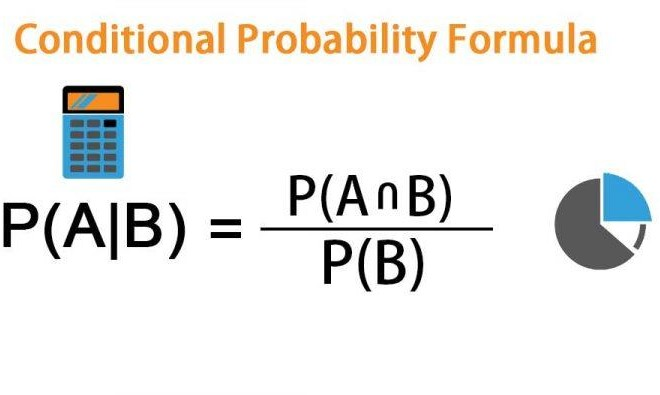 Conditional Probability Formula
P(A|B) = P(A∩B)
P(B)